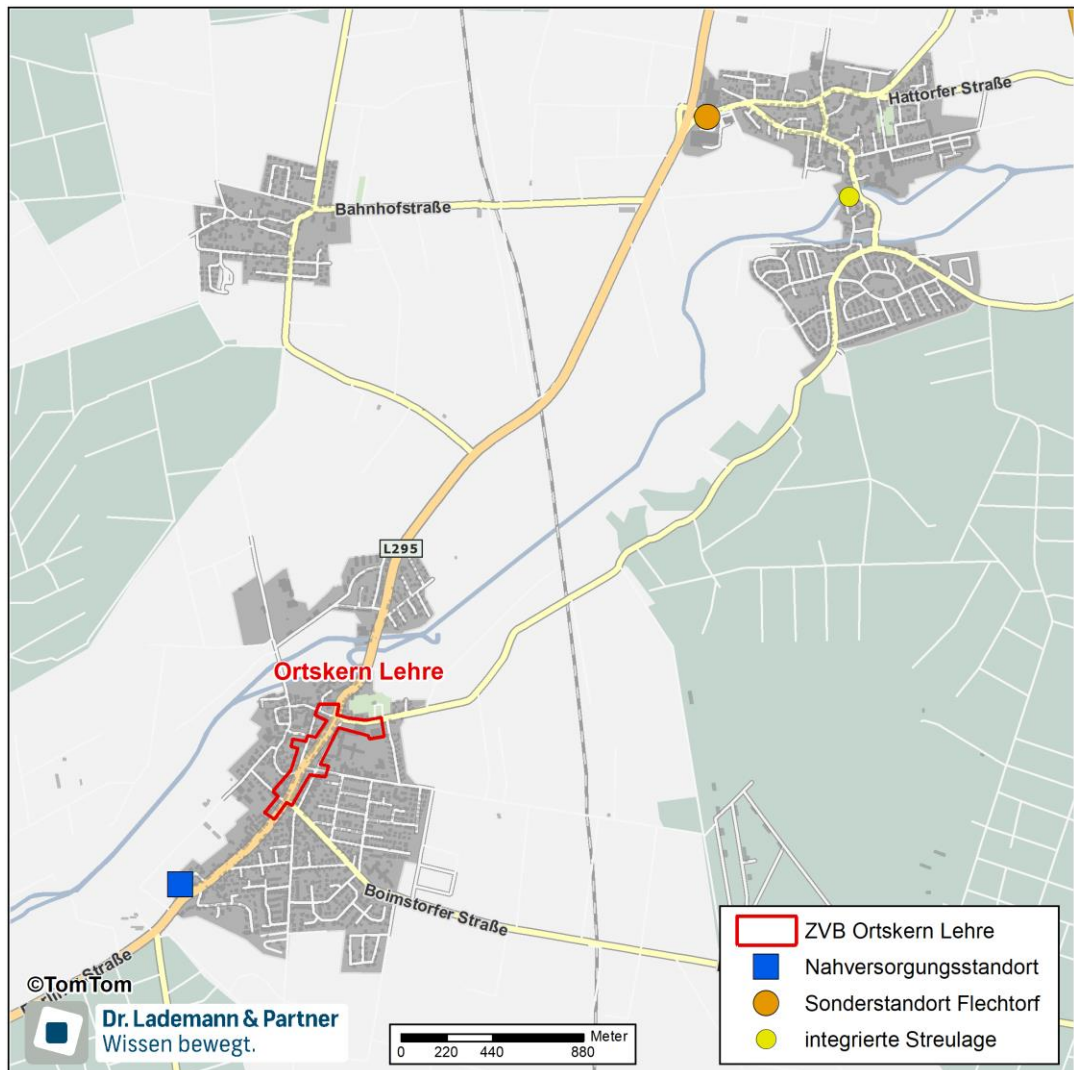 Hattorfer Straße
Bahnhofstraße
L295
Ortskern Lehre
Boimstorfer Straße
Straße
©TomTom
Dr. Lademann & Partner
Wissen bewegt.
Meter
0 220 440 880
ZVB Ortskern Lehre
Nahversorgungsstandort
Sonderstandort Flechtorf
integrierte Streulage